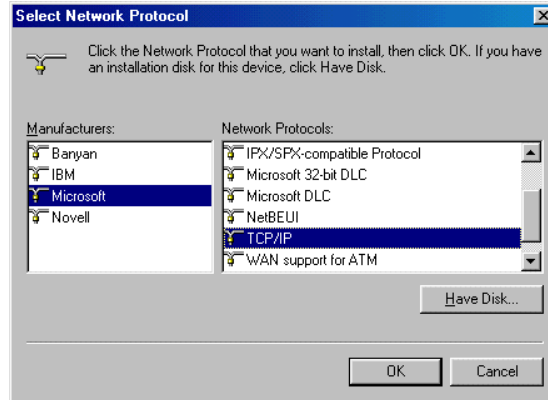 Select Network Protocol
Click the Network Protocol that you want to install, then click OK. If you have
an installation disk for this device, click Have Disk.
Manufacturers:
Banyan
IBM
Microsoft
Novell
Network Protocols:
IPX/SPX-compatible Protocol
Microsoft 32-bit DLC
Microsoft DLC
NetBEUI
TCP/IP
WAN support for ATM
Have Disk...
OK
Cancel